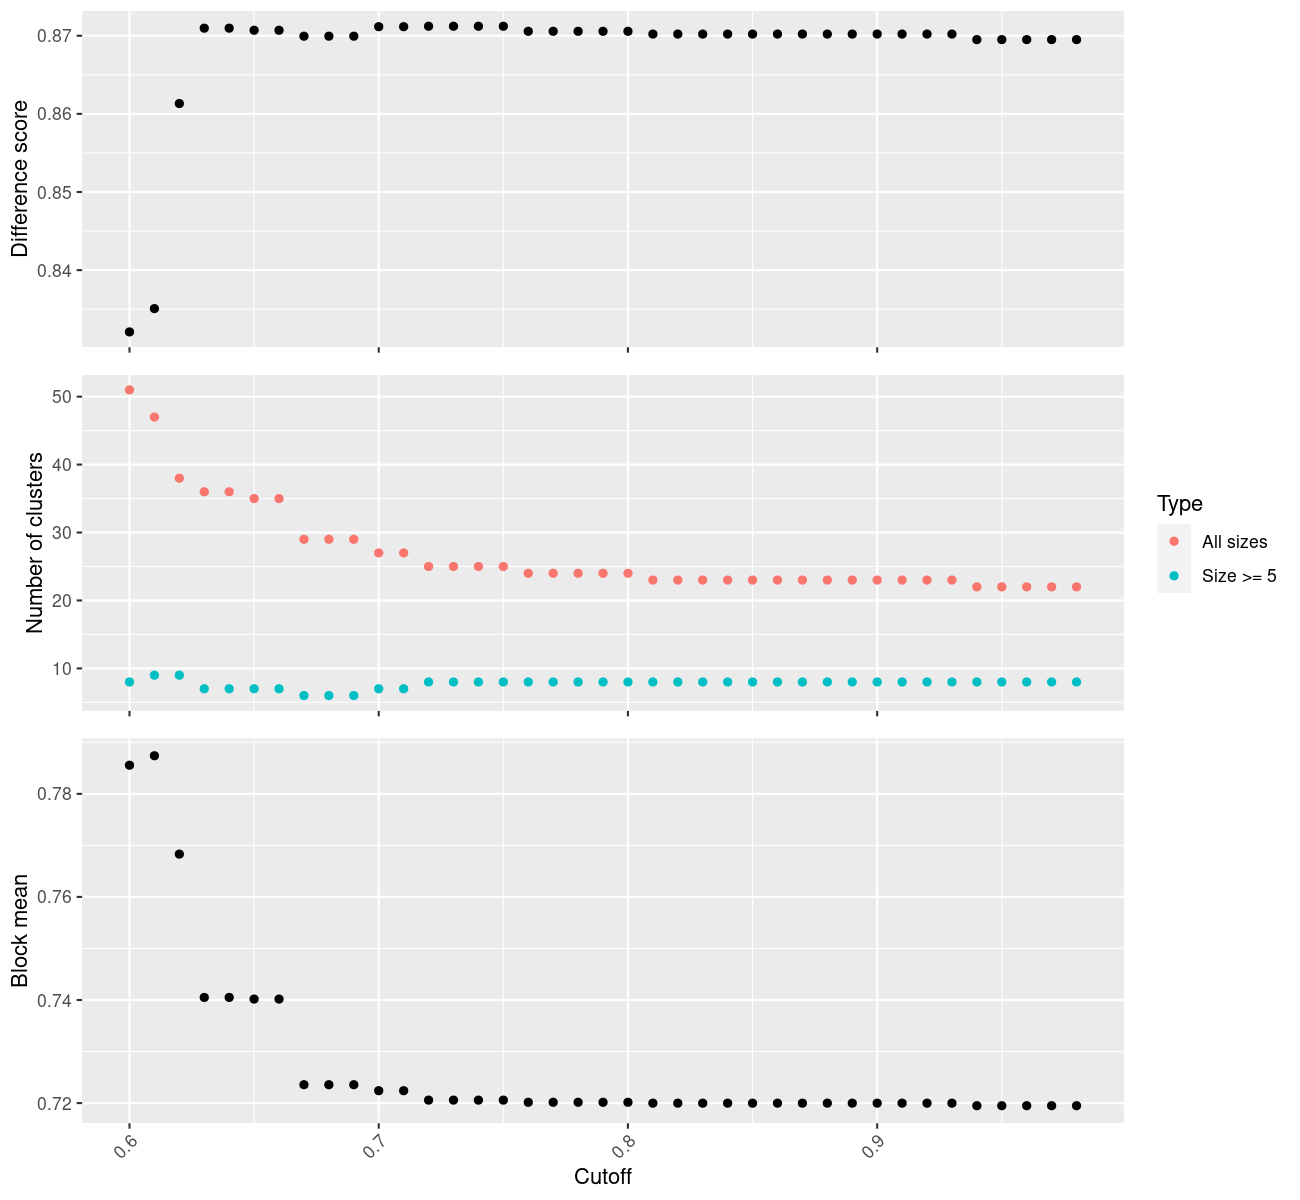 Difference score
0.87
0.86
0.85
0.84
Number of clusters
50
40
30
20
10
Type
All sizes
Size >= 5
Block mean
0.78
0.76
0.74
0.72
0.6 0.7 0.8 0.9
Cutoff